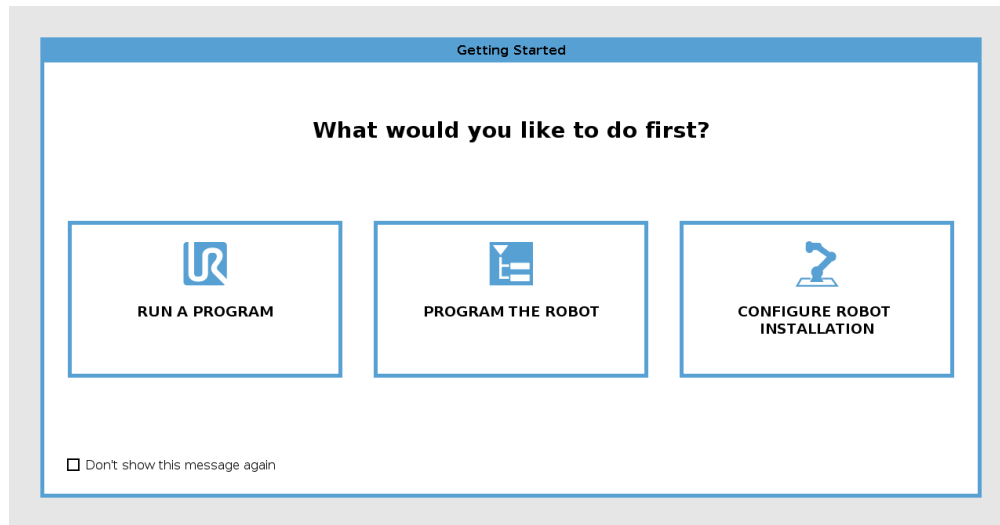 Getting Started
What would you like to do first?
UR
RUN A PROGRAM
PROGRAM THE ROBOT
CONFIGURE ROBOT
INSTALLATION
Don't show this message again